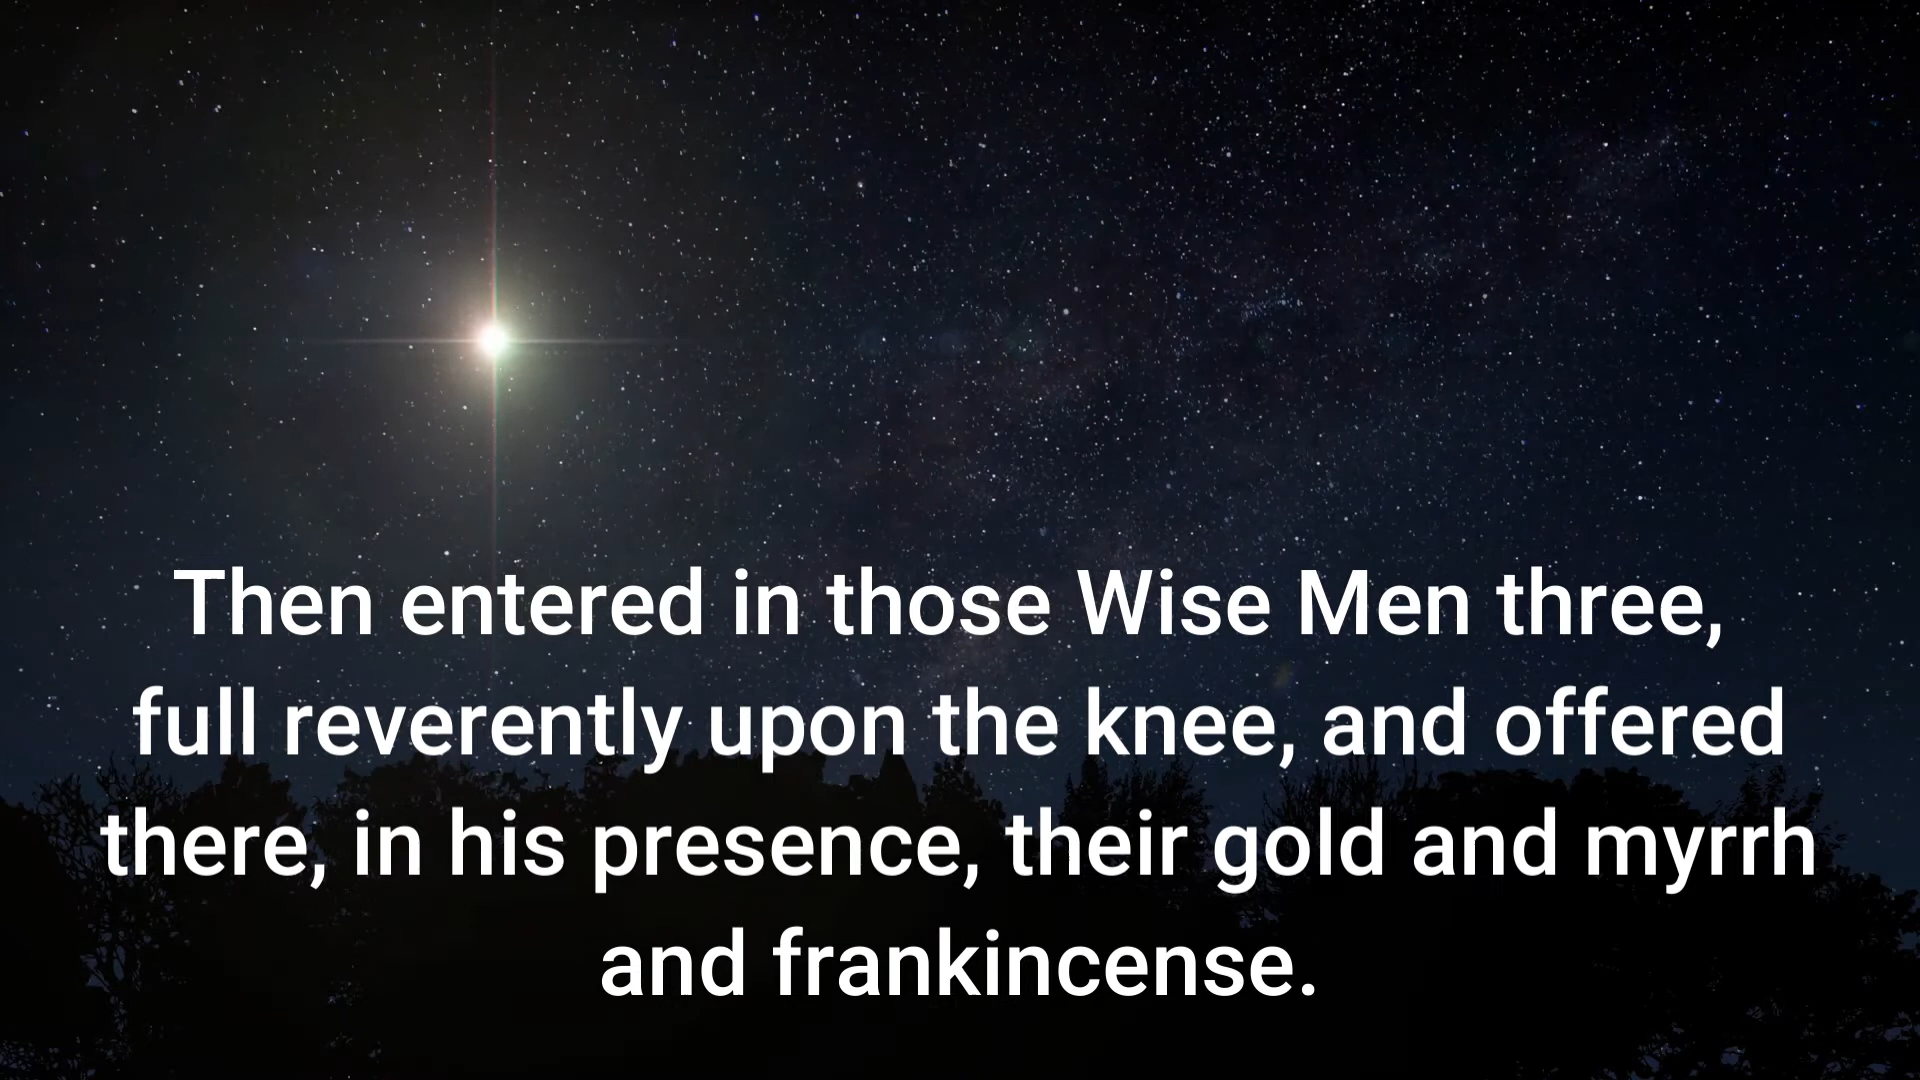 Then entered in those Wise Men three,
full reverently upon the knee, and offered
there, in his presence, their gold and myrrh
and frankincense.